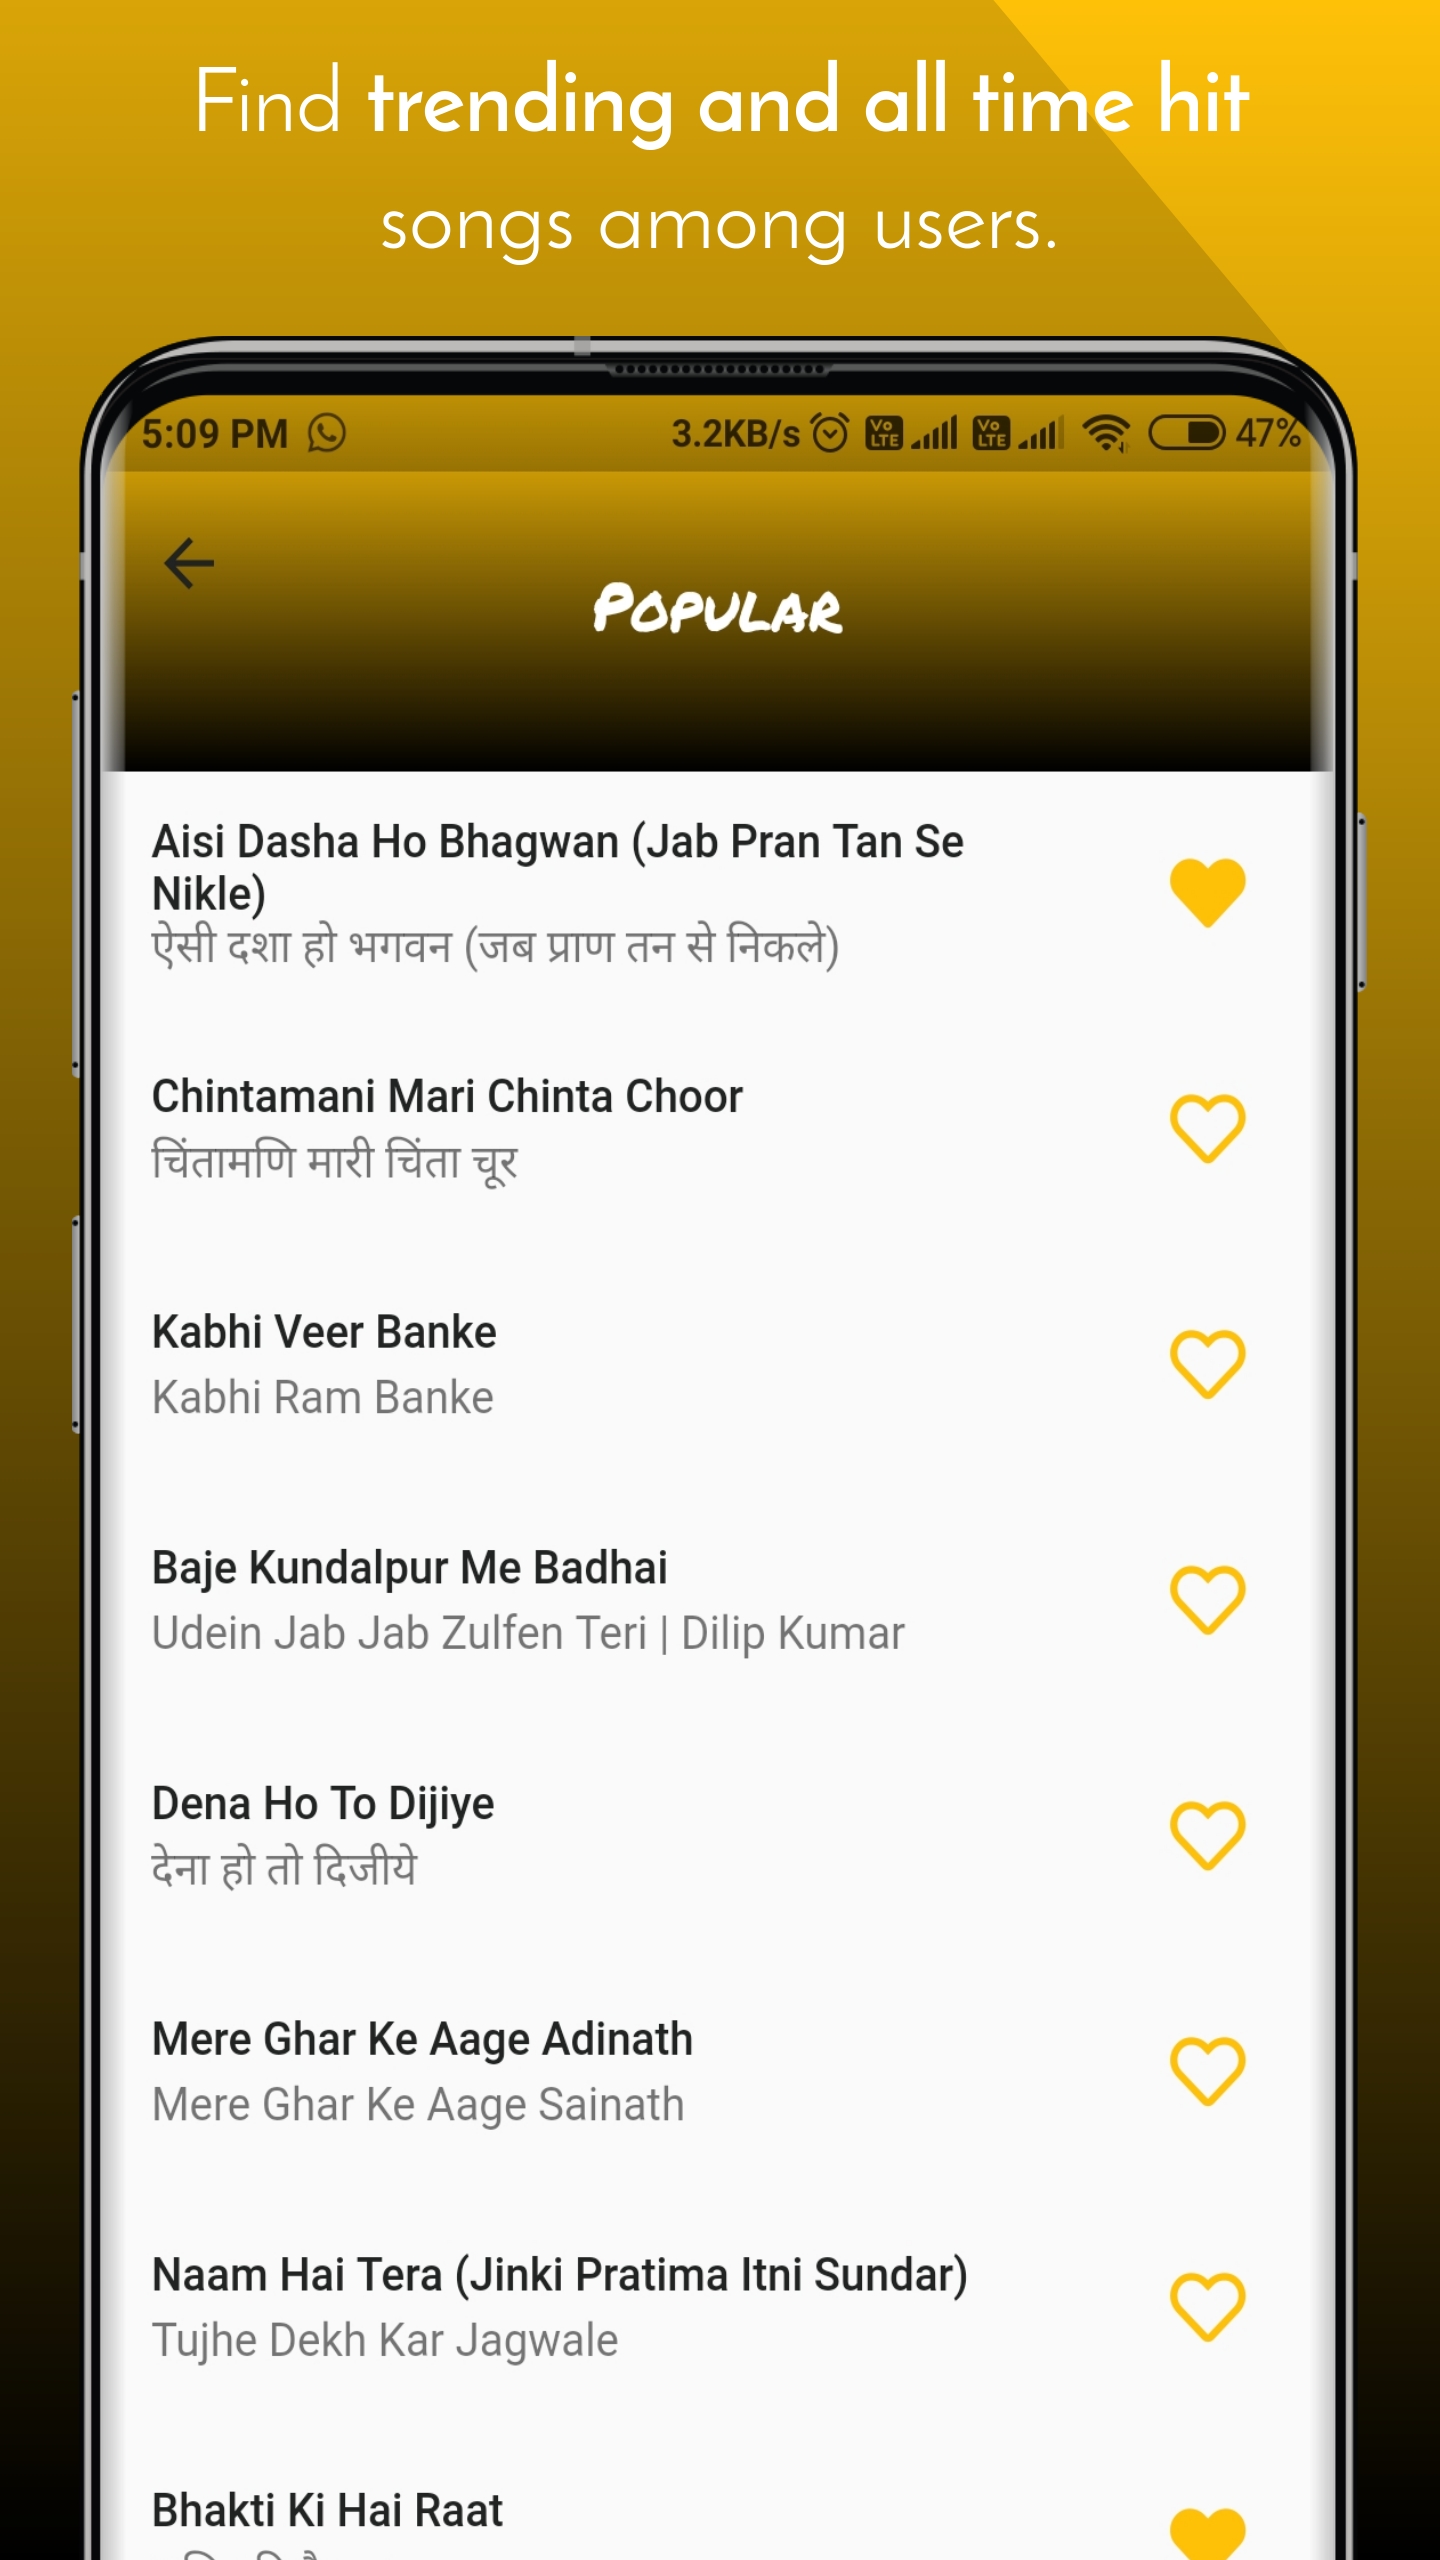 Find trending and all time hit
songs among users.
5:09 PM 3.2KB/s Vo LTE Vo LTE 47%
Popular
Aisi Dasha Ho Bhagwan (Jab Pran Tan Se
Nikle)
ऐसी दशा हो भगवन (जब प्राण तन से निकले)
Chintamani Mari Chinta Choor
चिंतामणि मारी चिंता चूर
Kabhi Veer Banke
Kabhi Ram Banke
Baje Kundalpur Me Badhai
Udein Jab Jab Zulfen Teri | Dilip Kumar
Dena Ho To Dijiye
देना हो तो दिजीये
Mere Ghar Ke Aage Adinath
Mere Ghar Ke Aage Sainath
Naam Hai Tera (Jinki Pratima Itni Sundar)
Tujhe Dekh Kar Jagwale
Bhakti Ki Hai Raat